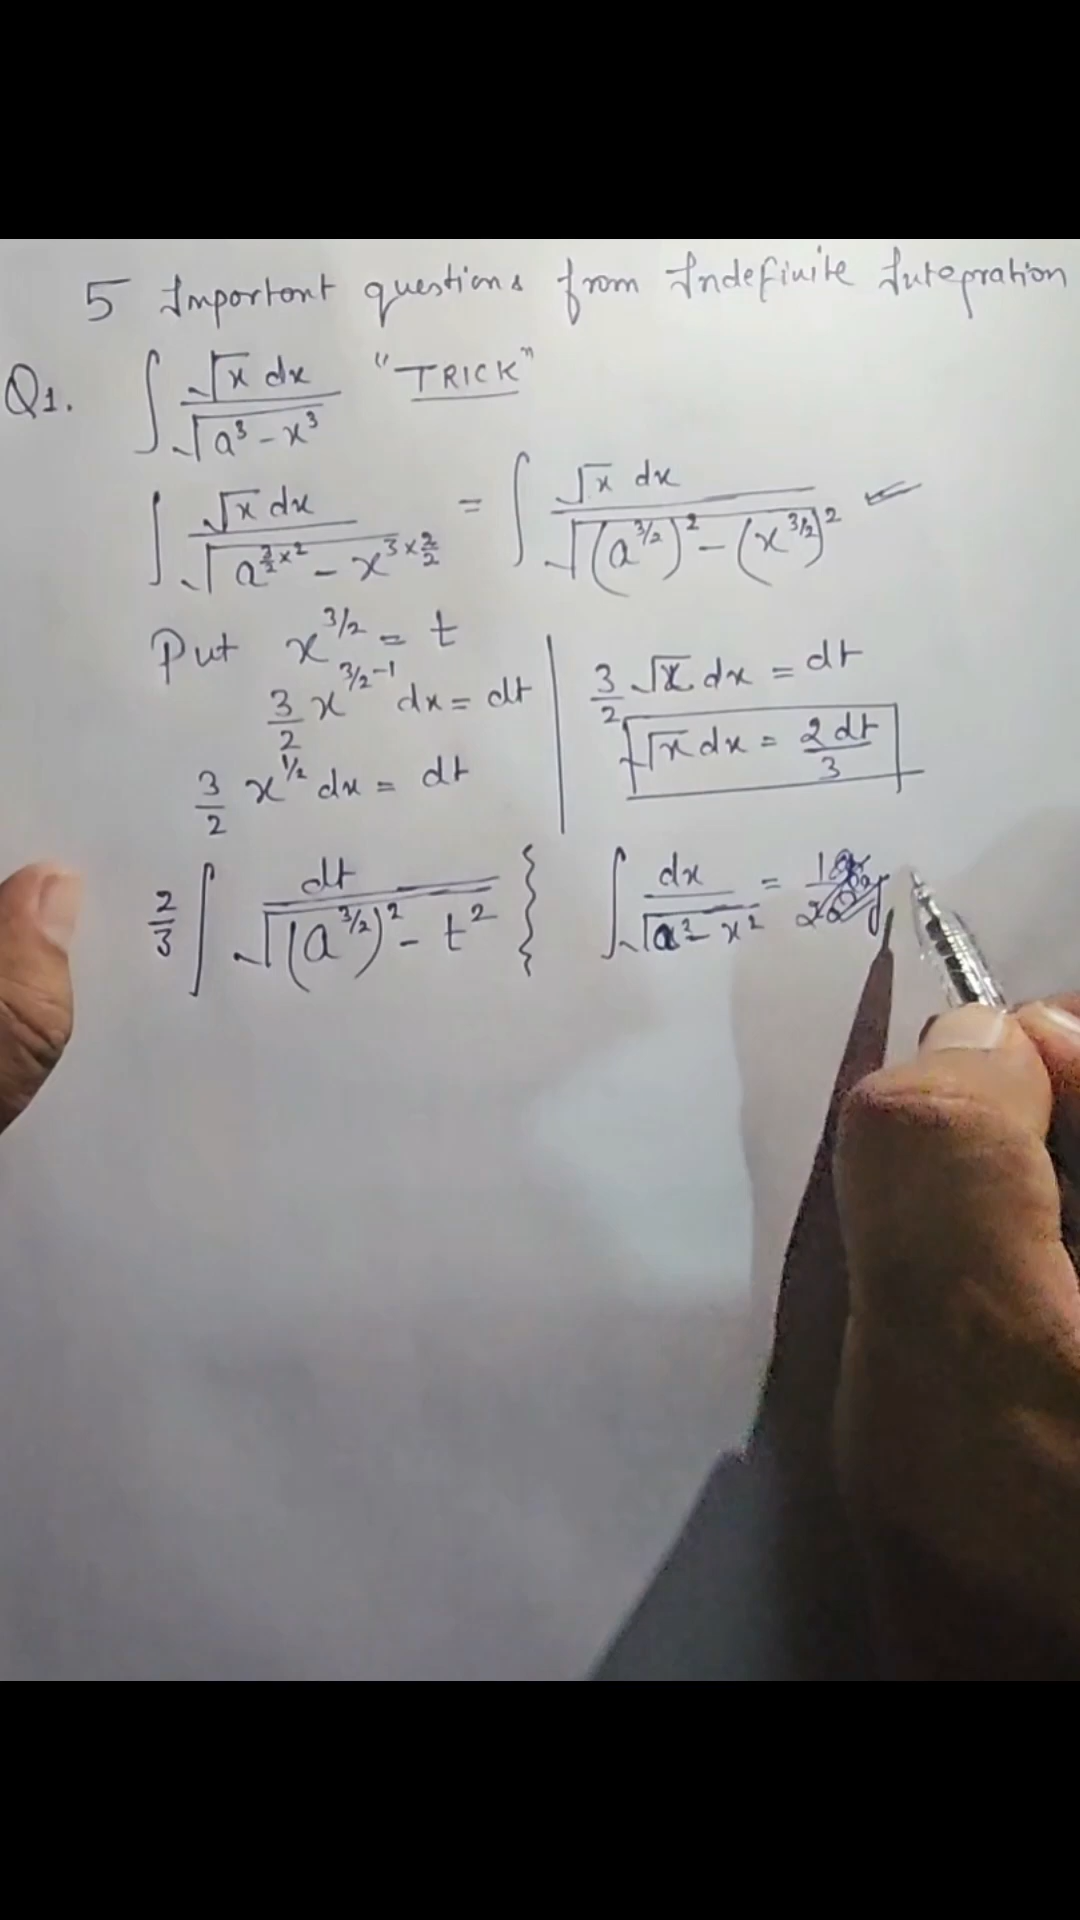 5 Important questions from Indefinite Integration
Q1. ∫ √x dx / √(a³ - x³) "TRICK"
∫ √x dx / √(a^(3/2 × 2) - x^(3 × 2/2)) = ∫ √x dx / √((a^(3/2))² - (x^(3/2))²)
Put x^(3/2) = t
3/2 x^(3/2 - 1) dx = dt
3/2 x^(1/2) dx = dt
3/2 √x dx = dt
√x dx = 2 dt / 3
2/3 ∫ dt / √((a^(3/2))² - t²) } ∫ dx / √(a² - x²) =